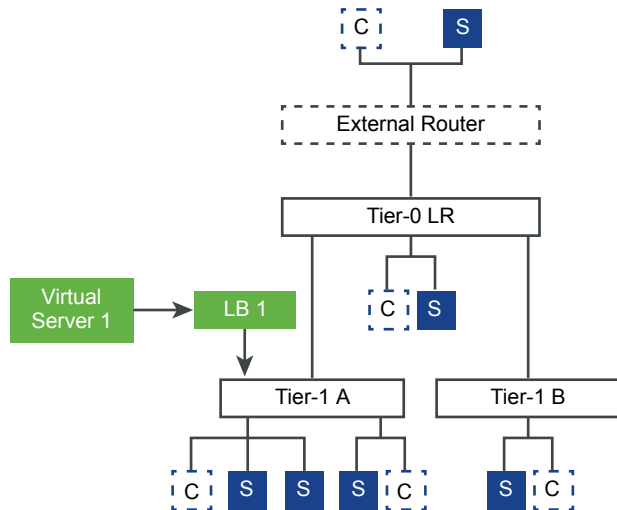 C
S
External Router
Tier-0 LR
C
S
Virtual
Server 1
LB 1
Tier-1 A
Tier-1 B
C
S
S
S
C
S
C